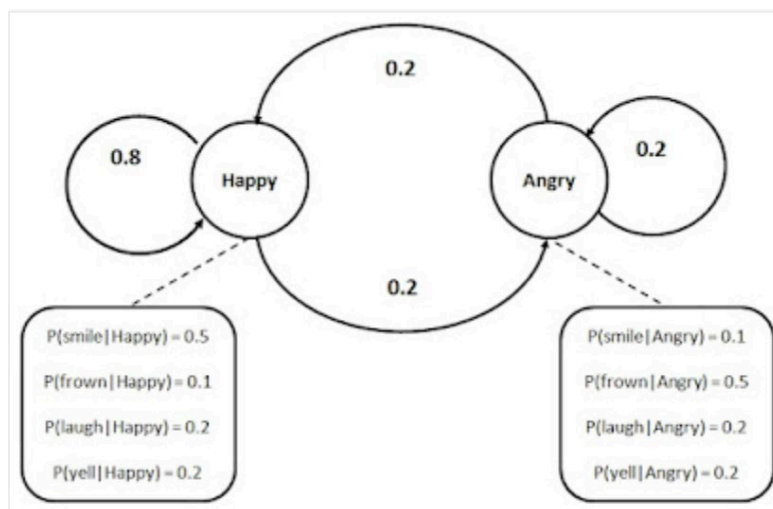 0.2
0.8
Happy
Angry
0.2
0.2
P(smile|Happy) = 0.5
P(frown|Happy) = 0.1
P(laugh|Happy) = 0.2
P(yell|Happy) = 0.2
P(smile|Angry) = 0.1
P(frown|Angry) = 0.5
P(laugh|Angry) = 0.2
P(yell|Angry) = 0.2